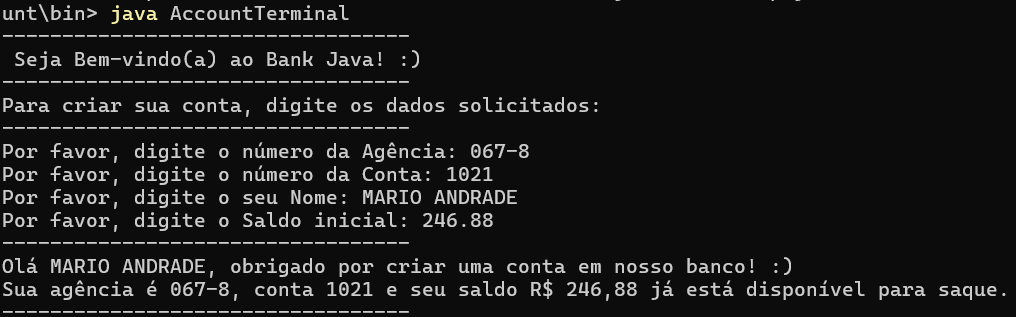 unt\bin> java AccountTerminal
----------------------------------
 Seja Bem-vindo(a) ao Bank Java! :)
----------------------------------
Para criar sua conta, digite os dados solicitados:
----------------------------------
Por favor, digite o número da Agência: 067-8
Por favor, digite o número da Conta: 1021
Por favor, digite o seu Nome: MARIO ANDRADE
Por favor, digite o Saldo inicial: 246.88
----------------------------------
Olá MARIO ANDRADE, obrigado por criar uma conta em nosso banco! :)
Sua agência é 067-8, conta 1021 e seu saldo R$ 246,88 já está disponível para saque.
----------------------------------